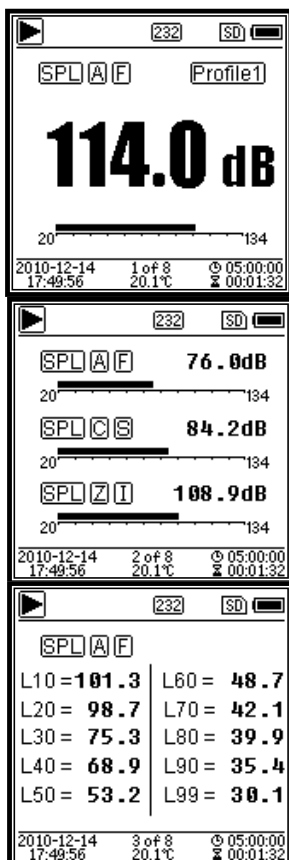 232 SD
SPL A F Profile1
114.0 dB
20 134
2010-12-14 1 of 8 05:00:00
17:49:56 20.1℃ 00:01:32
232 SD
SPL A F 76.0dB
20 134
SPL C S 84.2dB
20 134
SPL Z I 108.9dB
20 134
2010-12-14 2 of 8 05:00:00
17:49:56 20.1℃ 00:01:32
232 SD
SPL A F
L10 =101.3 L60 = 48.7
L20 = 98.7 L70 = 42.1
L30 = 75.3 L80 = 39.9
L40 = 68.9 L90 = 35.4
L50 = 53.2 L99 = 30.1
2010-12-14 3 of 8 05:00:00
17:49:56 20.1℃ 00:01:32